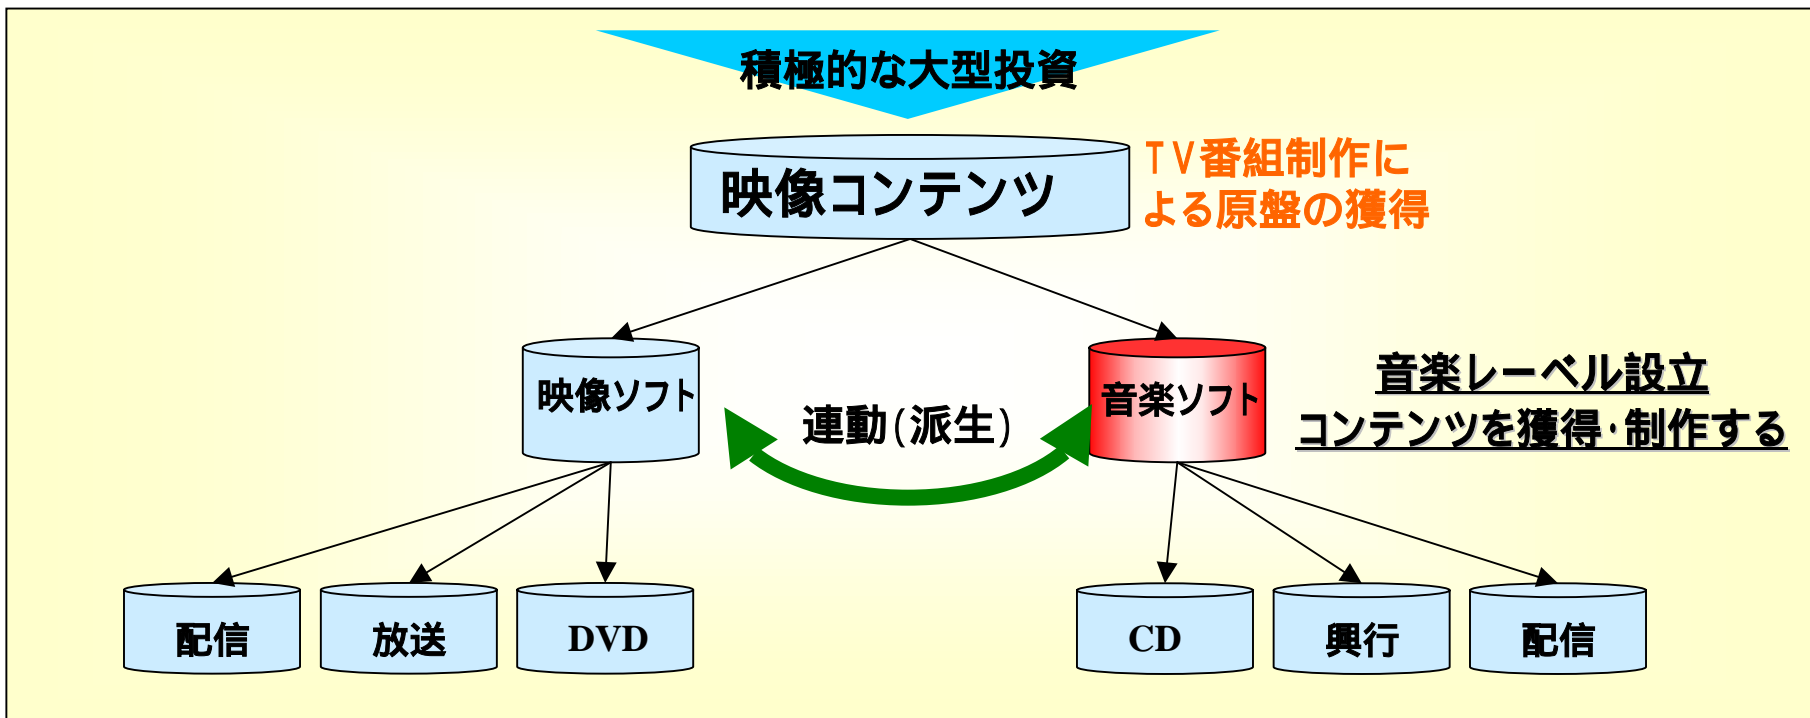 積極的な大型投資
映像コンテンツ
TV番組制作に
よる原盤の獲得
映像ソフト
連動(派生)
音楽ソフト
音楽レーベル設立
コンテンツを獲得・制作する
配信
放送
DVD
CD
興行
配信